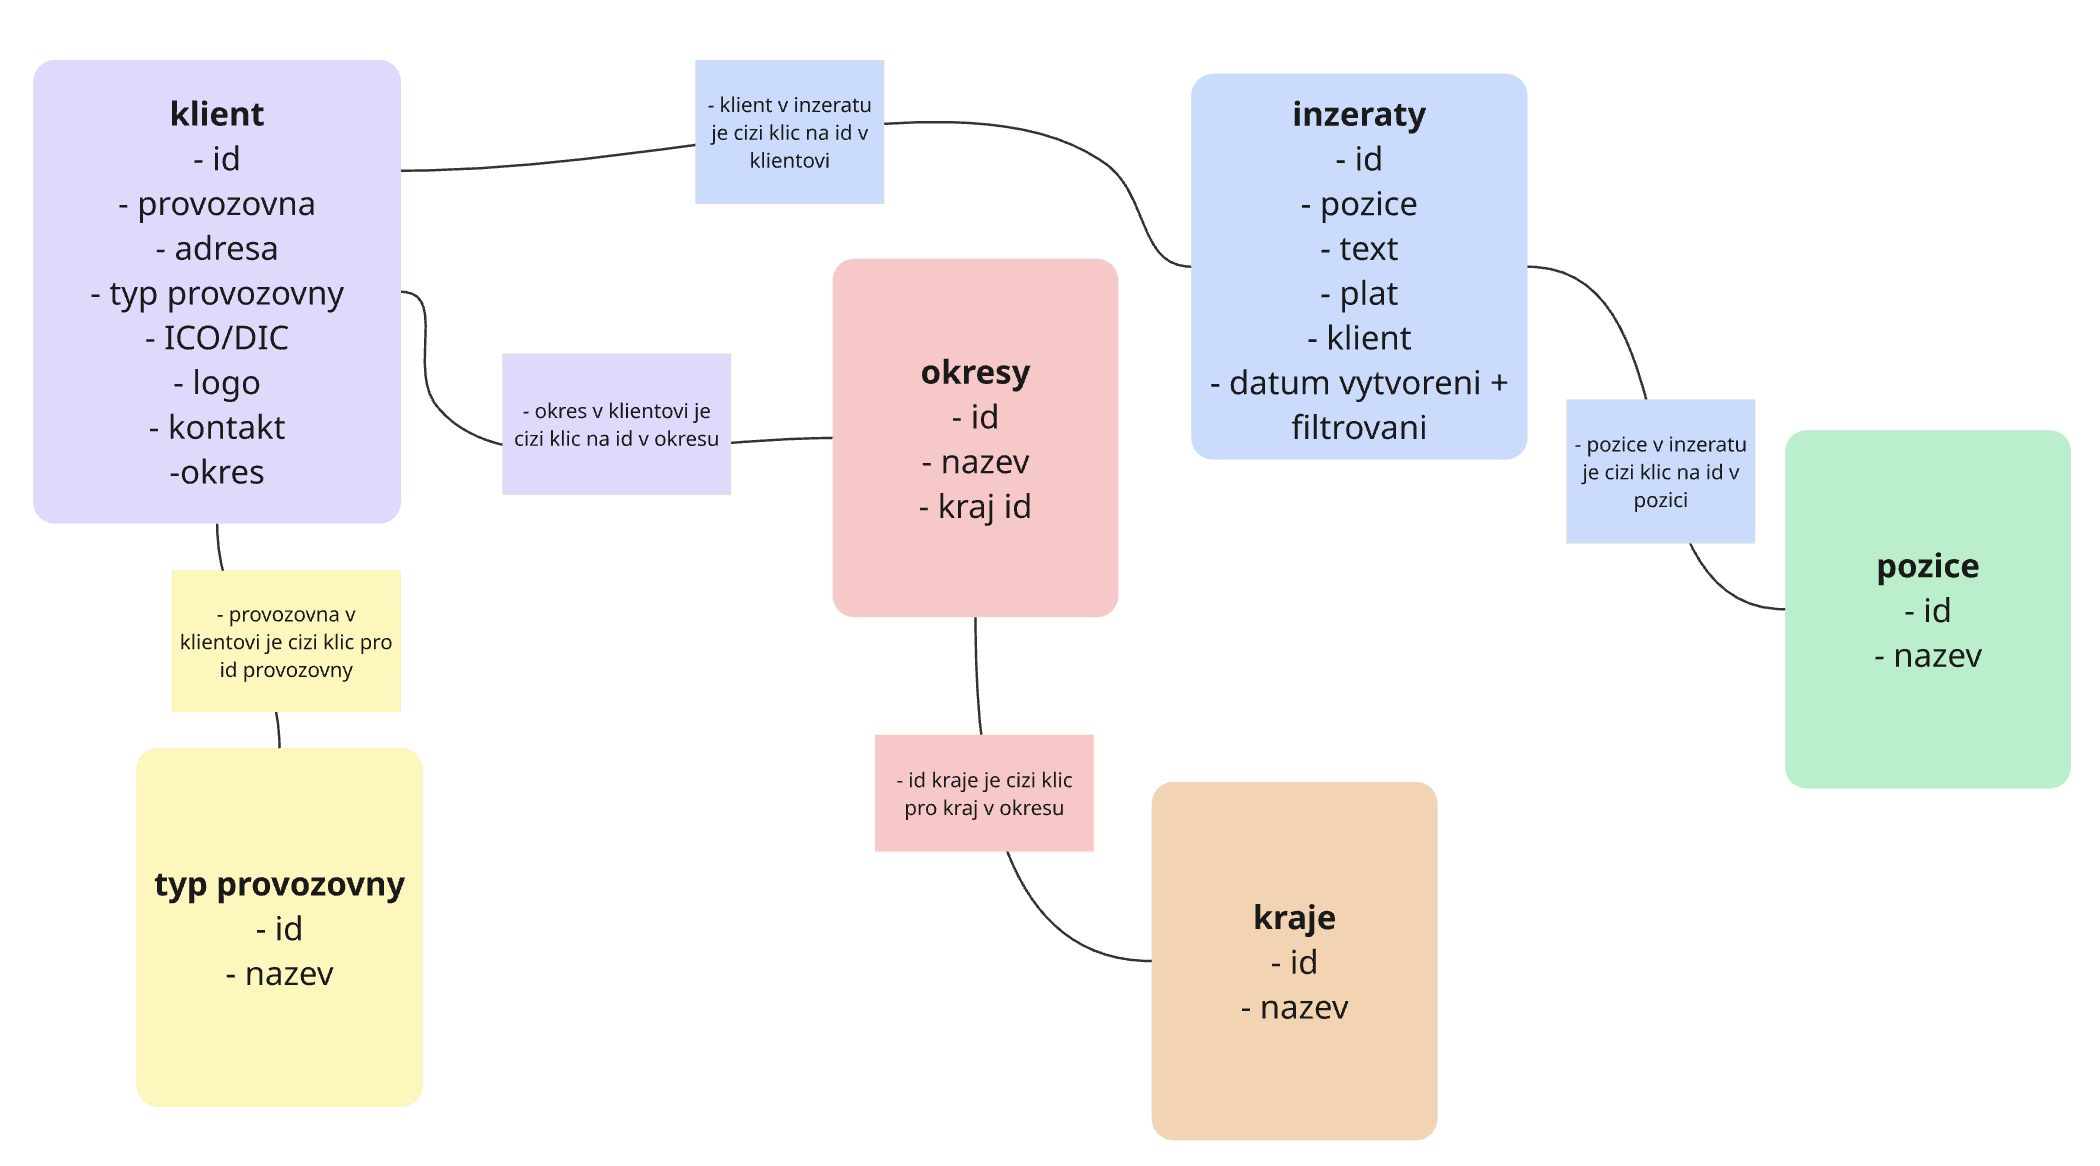 klient
- id
- provozovna
- adresa
- typ provozovny
- ICO/DIC
- logo
- kontakt
-okres
- klient v inzeratu
je cizi klic na id v
klientovi
inzeraty
- id
- pozice
- text
- plat
- klient
- datum vytvoreni +
filtrovani
- okres v klientovi je
cizi klic na id v okresu
okresy
- id
- nazev
- kraj id
- pozice v inzeratu
je cizi klic na id v
pozici
pozice
- id
- nazev
- provozovna v
klientovi je cizi klic pro
id provozovny
typ provozovny
- id
- nazev
- id kraje je cizi klic
pro kraj v okresu
kraje
- id
- nazev